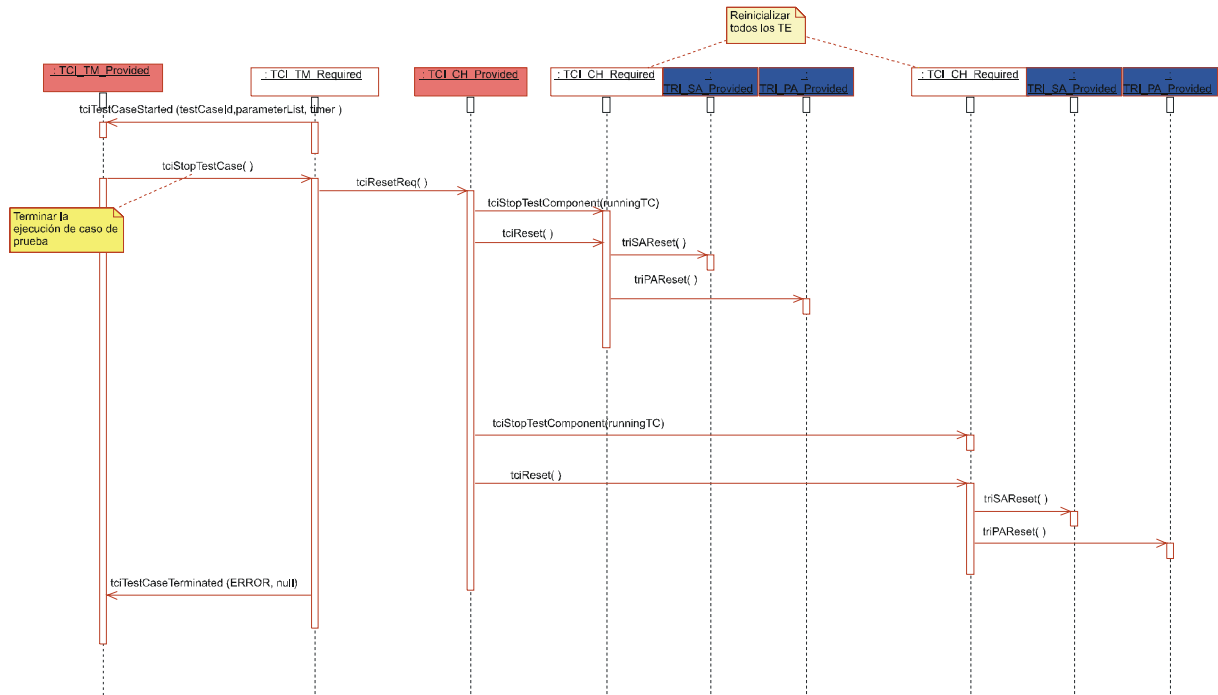 Reinicializar
todos los TE
: TCI_TM_Provided
: TCI_TM_Required
: TCI_CH_Provided
: TCI_CH_Required
:
TRI_SA_Provided
:
TRI_PA_Provided
: TCI_CH_Required
:
TRI_SA_Provided
:
TRI_PA_Provided
tciTestCaseStarted (testCaseId,parameterList, timer )
tciStopTestCase( )
tciResetReq( )
tciStopTestComponent(runningTC)
Terminar la
ejecución de caso de
prueba
tciReset( )
triSAReset( )
triPAReset( )
tciStopTestComponent(runningTC)
tciReset( )
triSAReset( )
triPAReset( )
tciTestCaseTerminated (ERROR, null)